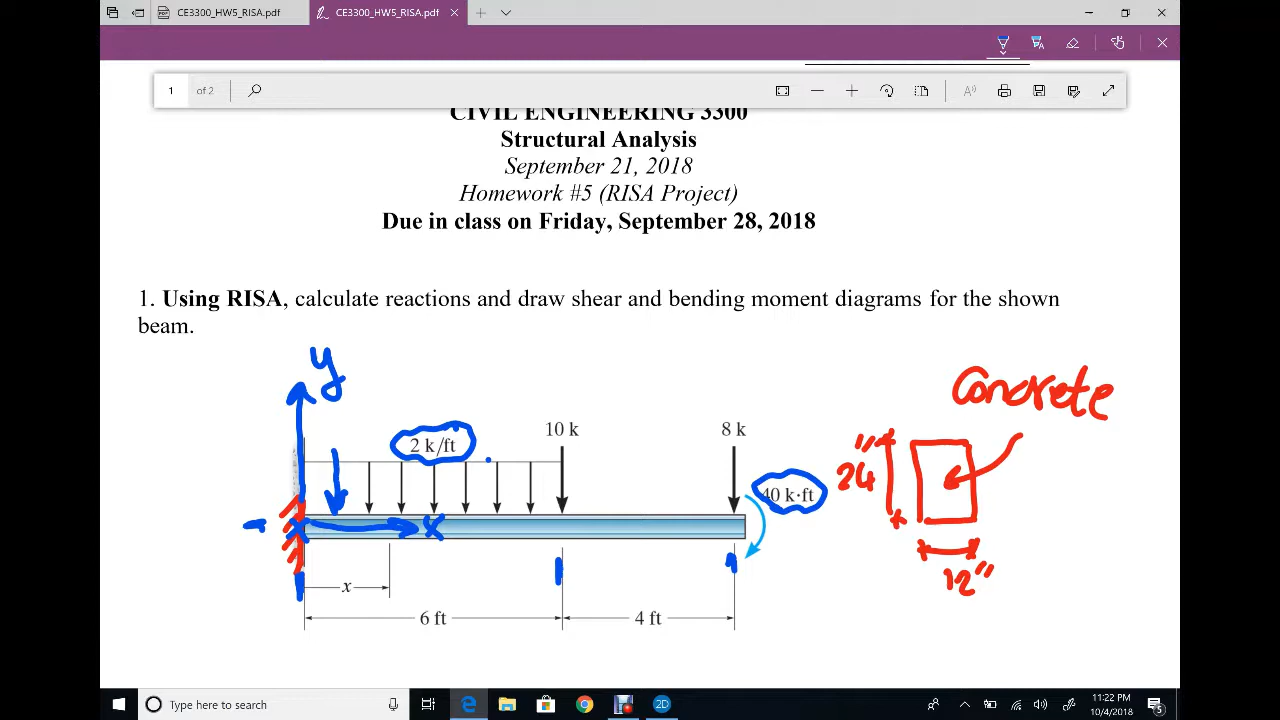 CE3300_HW5_RISA.pdf
CE3300_HW5_RISA.pdf
1 of 2
CIVIL ENGINEERING 3300
Structural Analysis
September 21, 2018
Homework #5 (RISA Project)
Due in class on Friday, September 28, 2018
1. Using RISA, calculate reactions and draw shear and bending moment diagrams for the shown
beam.
y
Concrete
2 k/ft
10 k
8 k
40 k·ft
24"
x
12"
x
6 ft
4 ft
Type here to search
11:22 PM
10/4/2018
2D
5